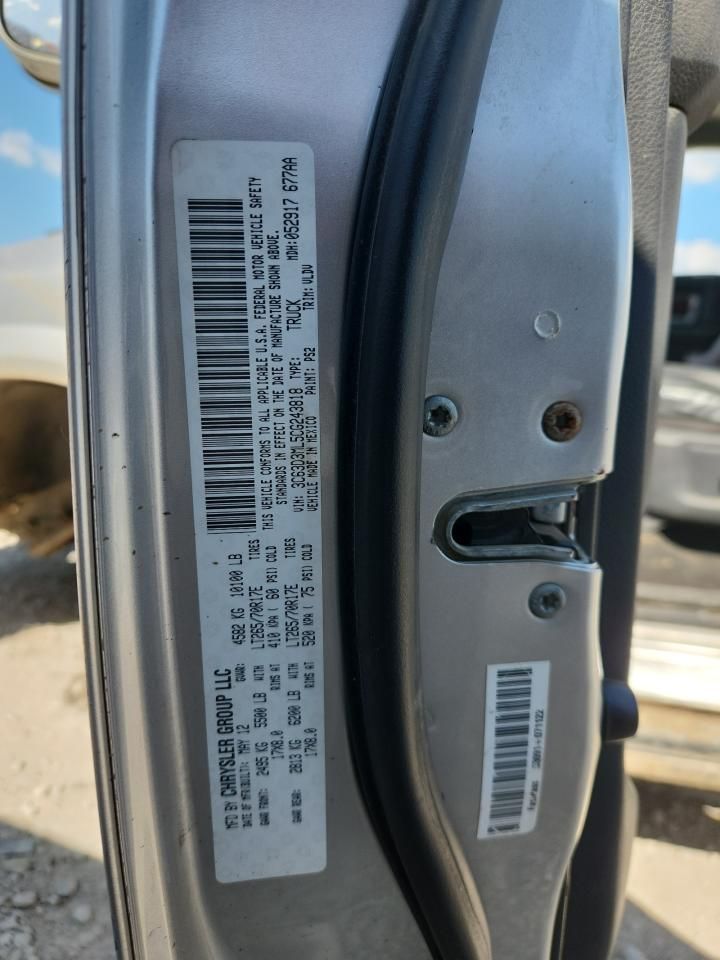 MFD BY CHRYSLER GROUP LLC
DATE OF MFR(BUILT): MAY 12 GVWR: 4582 KG 10100 LB
GAWR FRONT: 2495 KG 5500 LB WITH LT265/70R17E TIRES
17X8.0 RIMS AT 410 KPA ( 60 PSI) COLD
GAWR REAR: 2813 KG 6200 LB WITH LT265/70R17E TIRES
17X8.0 RIMS AT 520 KPA ( 75 PSI) COLD
THIS VEHICLE CONFORMS TO ALL APPLICABLE U.S.A. FEDERAL MOTOR VEHICLE SAFETY
STANDARDS IN EFFECT ON THE DATE OF MANUFACTURE SHOWN ABOVE.
VIN: 3C63D3ML5CG243818 TYPE: TRUCK MDH:052917 677AA
VEHICLE MADE IN MEXICO PAINT: PS2 TRIM: VLDV